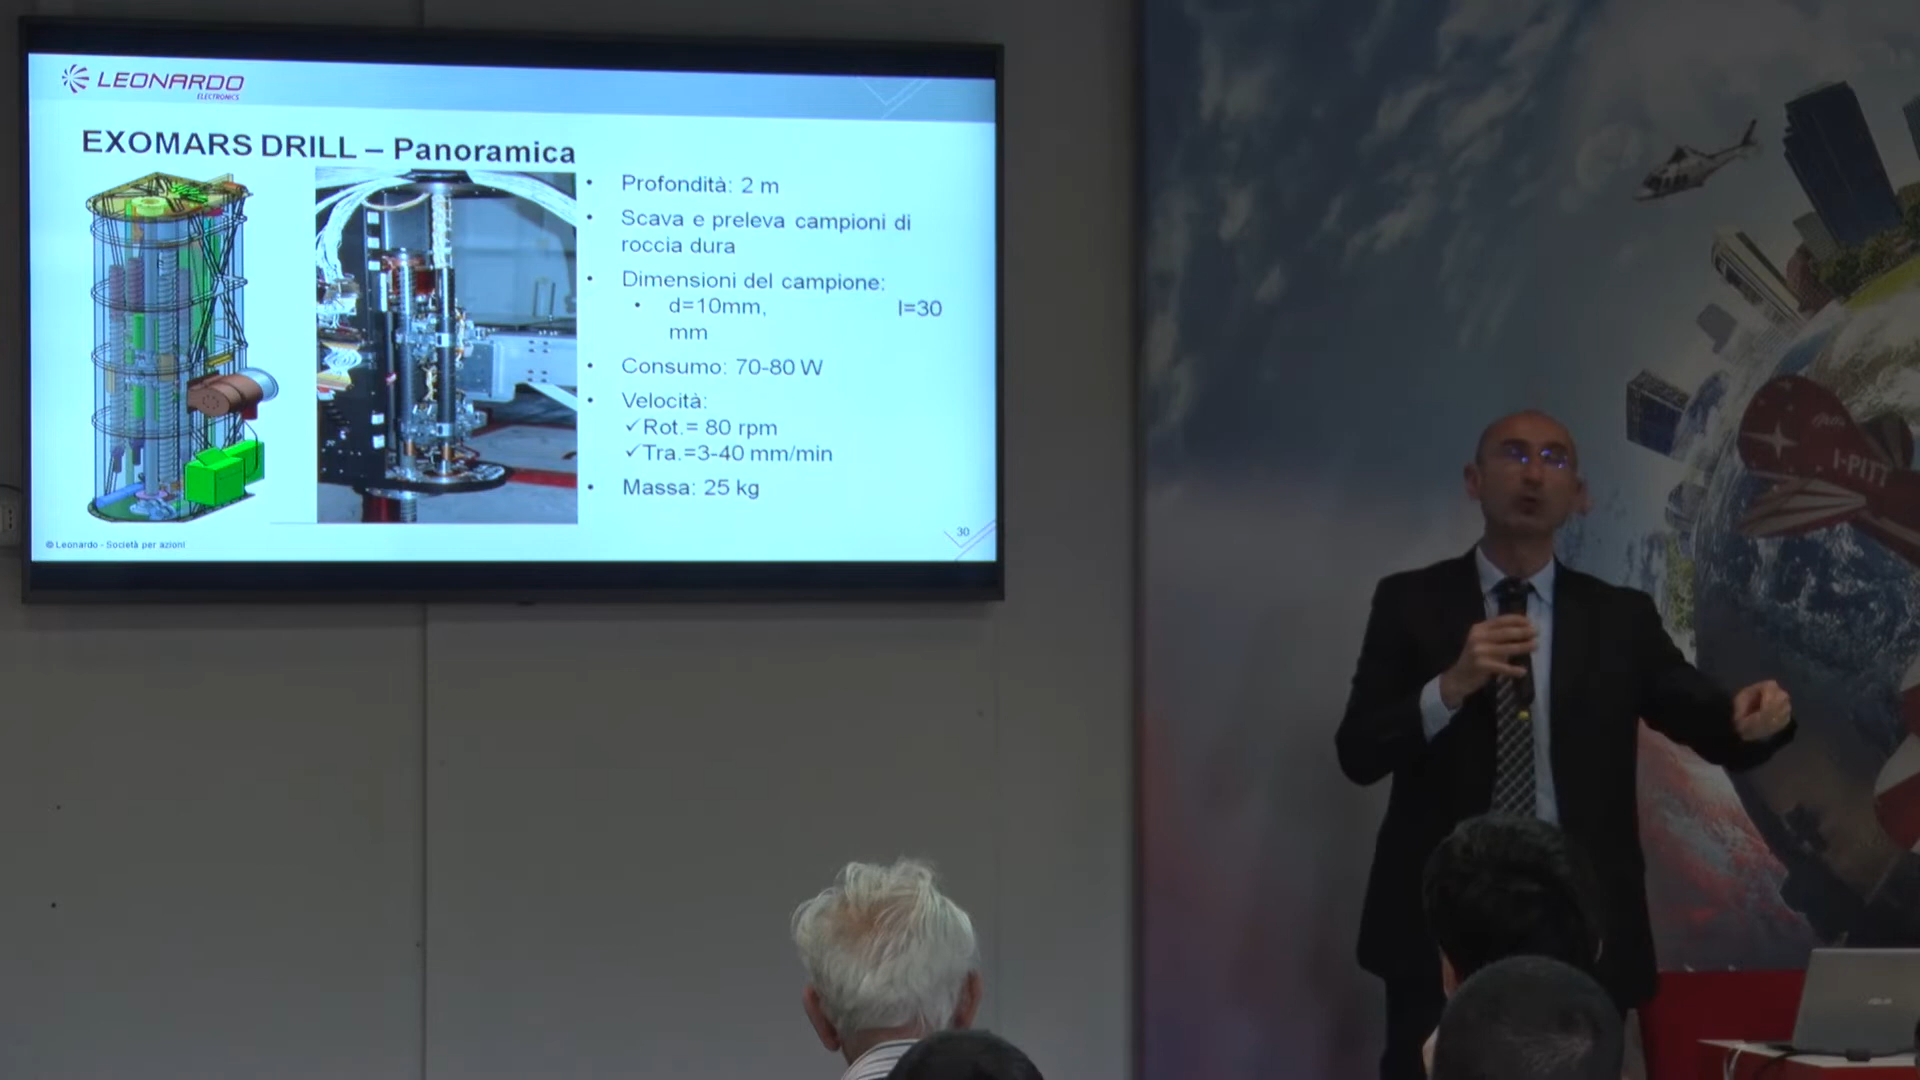 LEONARDO
ELECTRONICS
EXOMARS DRILL – Panoramica
• Profondità: 2 m
• Scava e preleva campioni di
roccia dura
• Dimensioni del campione:
• d=10mm, l=30
mm
• Consumo: 70-80 W
• Velocità:
✓Rot.= 80 rpm
✓Tra.=3-40 mm/min
• Massa: 25 kg
© Leonardo - Società per azioni
30
I-PITT